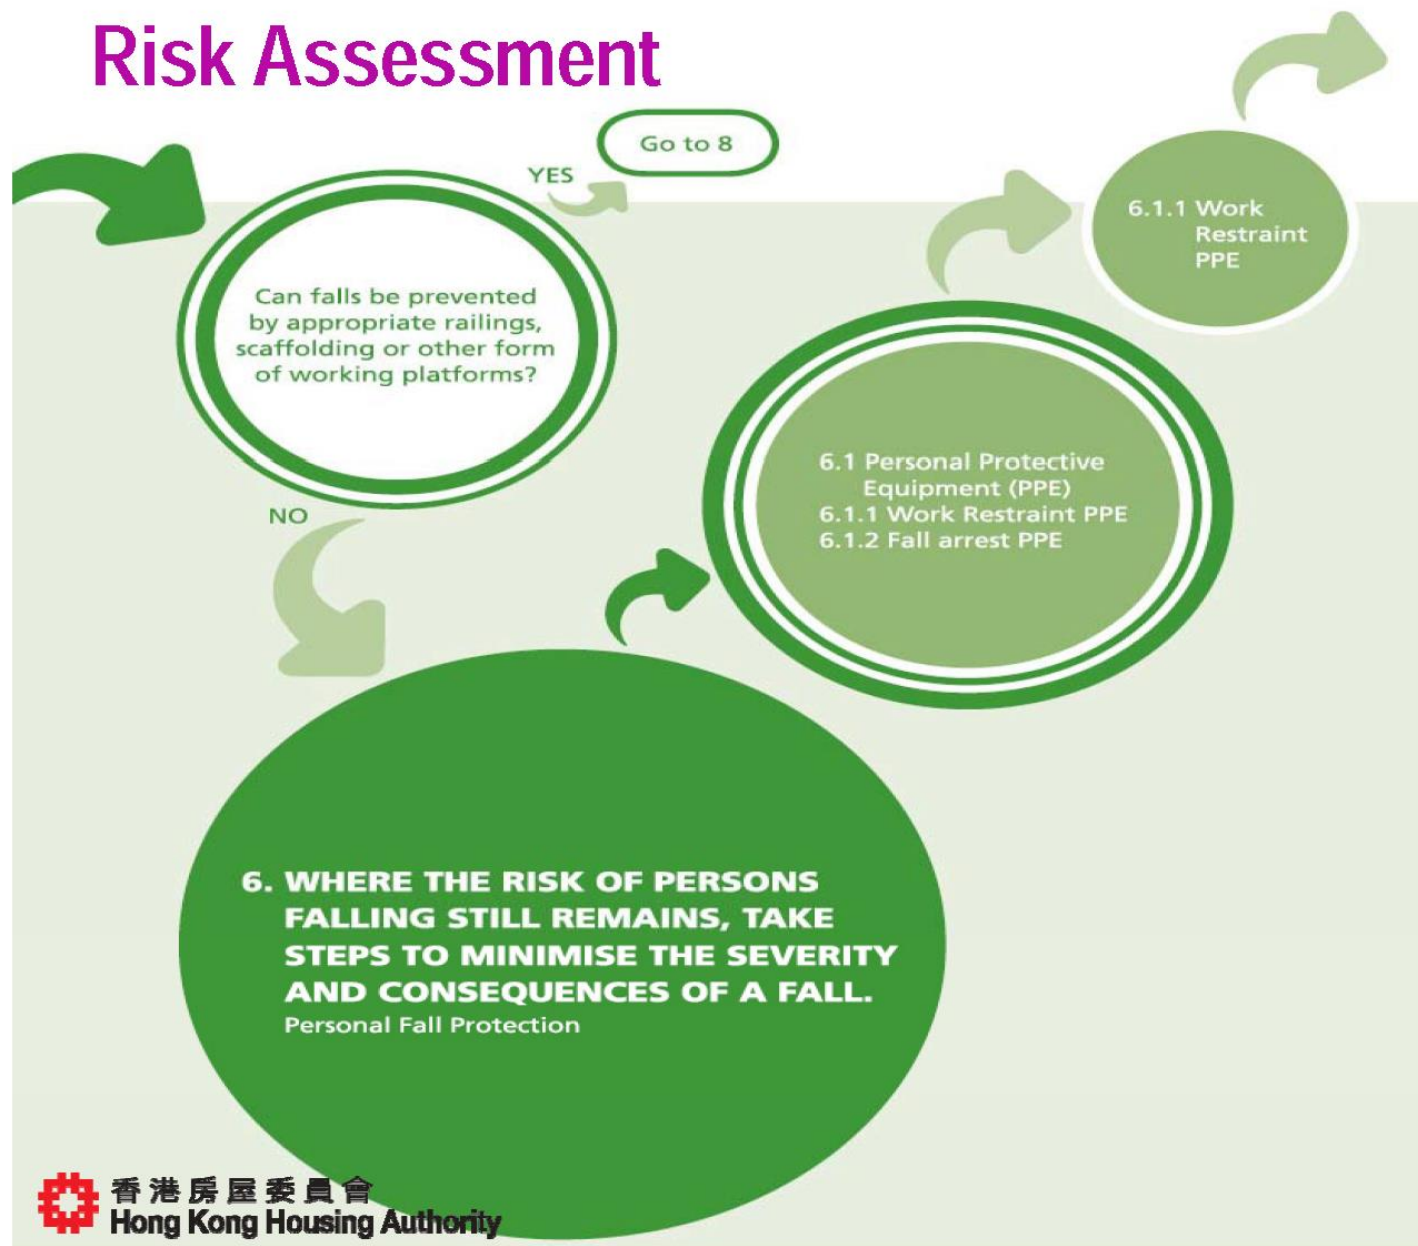 Risk Assessment
Go to 8
YES
Can falls be prevented
by appropriate railings,
scaffolding or other form
of working platforms?
NO
6. WHERE THE RISK OF PERSONS
FALLING STILL REMAINS, TAKE
STEPS TO MINIMISE THE SEVERITY
AND CONSEQUENCES OF A FALL.
Personal Fall Protection
6.1 Personal Protective
Equipment (PPE)
6.1.1 Work Restraint PPE
6.1.2 Fall arrest PPE
6.1.1 Work
Restraint
PPE
香港房屋委員會
Hong Kong Housing Authority